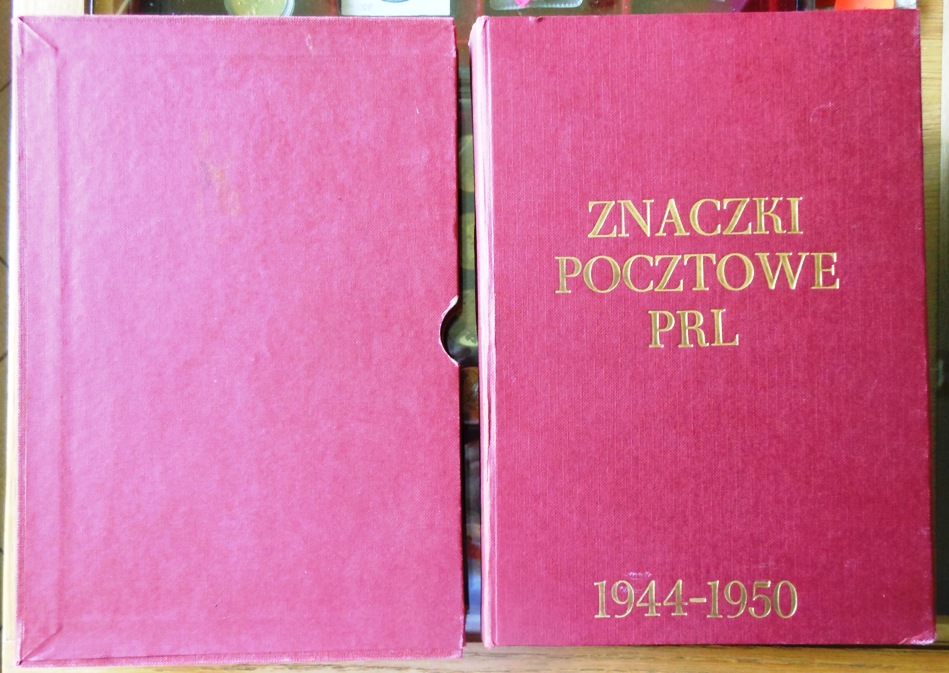 ZNACZKI
POCZTOWE
PRL
1944-1950